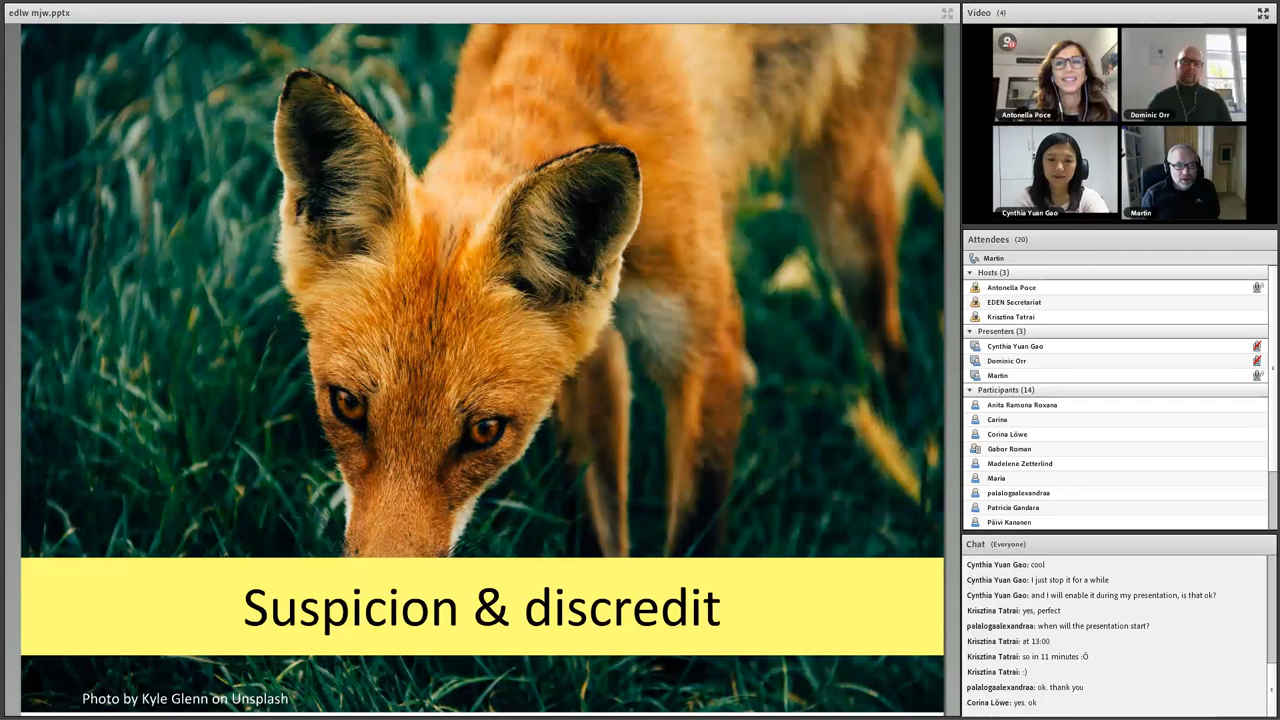 edlw mjw.pptx
Suspicion & discredit
Photo by Kyle Glenn on Unsplash
Video (4)
Antonella Poce
Dominic Orr
Cynthia Yuan Gao
Martin
Attendees (20)
Martin
Hosts (3)
Antonella Poce
EDEN Secretariat
Krisztina Tatrai
Presenters (3)
Cynthia Yuan Gao
Dominic Orr
Martin
Participants (14)
Anita Ramona Roxana
Carina
Corina Löwe
Gabor Roman
Madelene Zetterlind
Maria
palalogaalexandraa
Patricia Gandara
Päivi Kananen
Chat (Everyone)
Cynthia Yuan Gao: cool
Cynthia Yuan Gao: I just stop it for a while
Cynthia Yuan Gao: and I will enable it during my presentation, is that ok?
Krisztina Tatrai: yes, perfect
palalogaalexandraa: when will the presentation start?
Krisztina Tatrai: at 13:00
Krisztina Tatrai: so in 11 minutes :Ö
Krisztina Tatrai: :)
palalogaalexandraa: ok. thank you
Corina Löwe: yes. ok